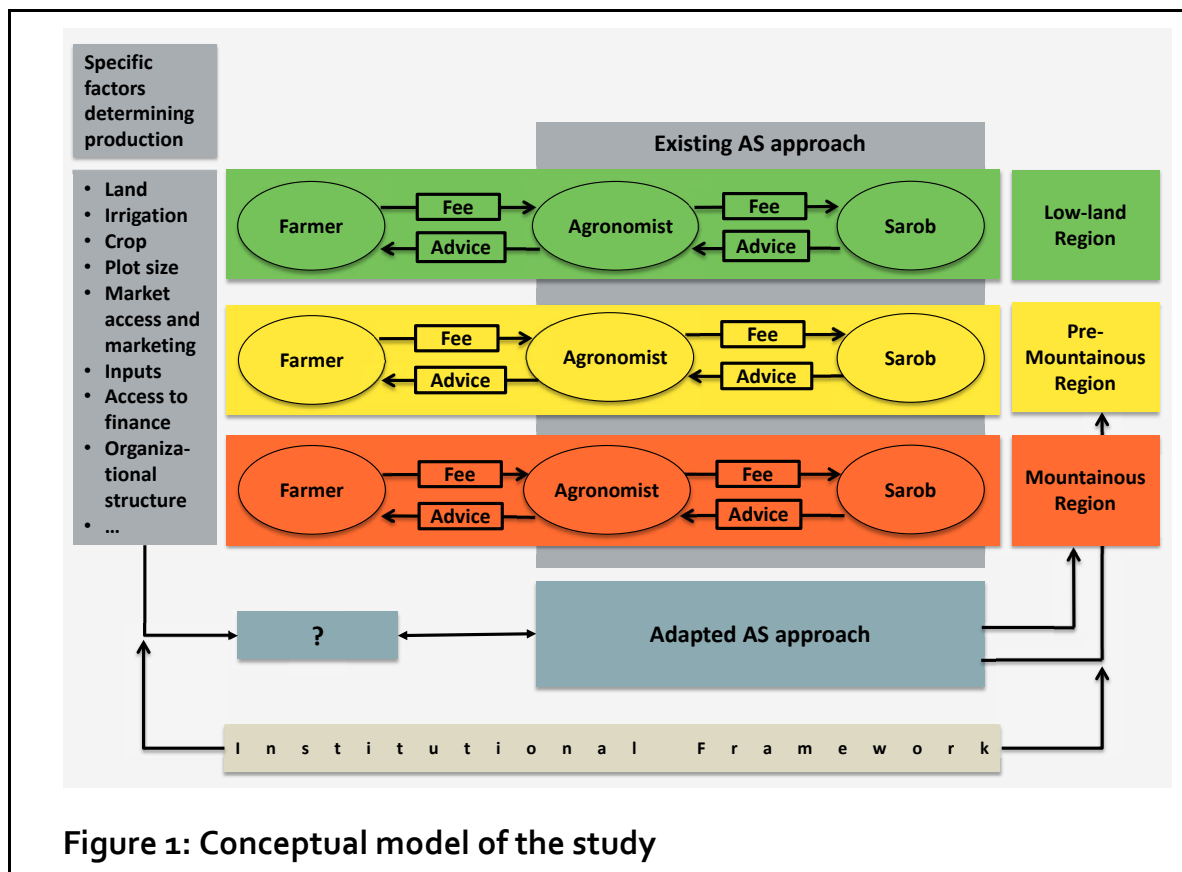 Specific
factors
determining
production
• Land
• Irrigation
• Crop
• Plot size
• Market
access and
marketing
• Inputs
• Access to
finance
• Organiza-
tional
structure
• ...
Existing AS approach
Farmer
Fee
Advice
Agronomist
Fee
Advice
Sarob
Low-land
Region
Farmer
Fee
Advice
Agronomist
Fee
Advice
Sarob
Pre-
Mountainous
Region
Farmer
Fee
Advice
Agronomist
Fee
Advice
Sarob
Mountainous
Region
?
Adapted AS approach
Institutional Framework
Figure 1: Conceptual model of the study